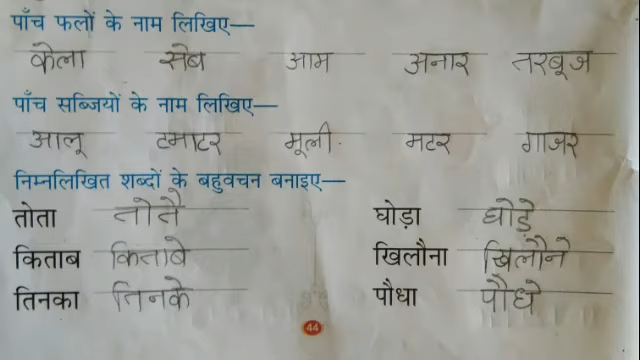 पाँच फलों के नाम लिखिए—
केला सेब आम अनार तरबूज
पाँच सब्जियों के नाम लिखिए—
आलू टमाटर मूली. मटर गाजर
निम्नलिखित शब्दों के बहुवचन बनाइए—
तोता तोते घोड़ा घोड़े
किताब किताबे खिलौना खिलौने
तिनका तिनके पौधा पौधे
44